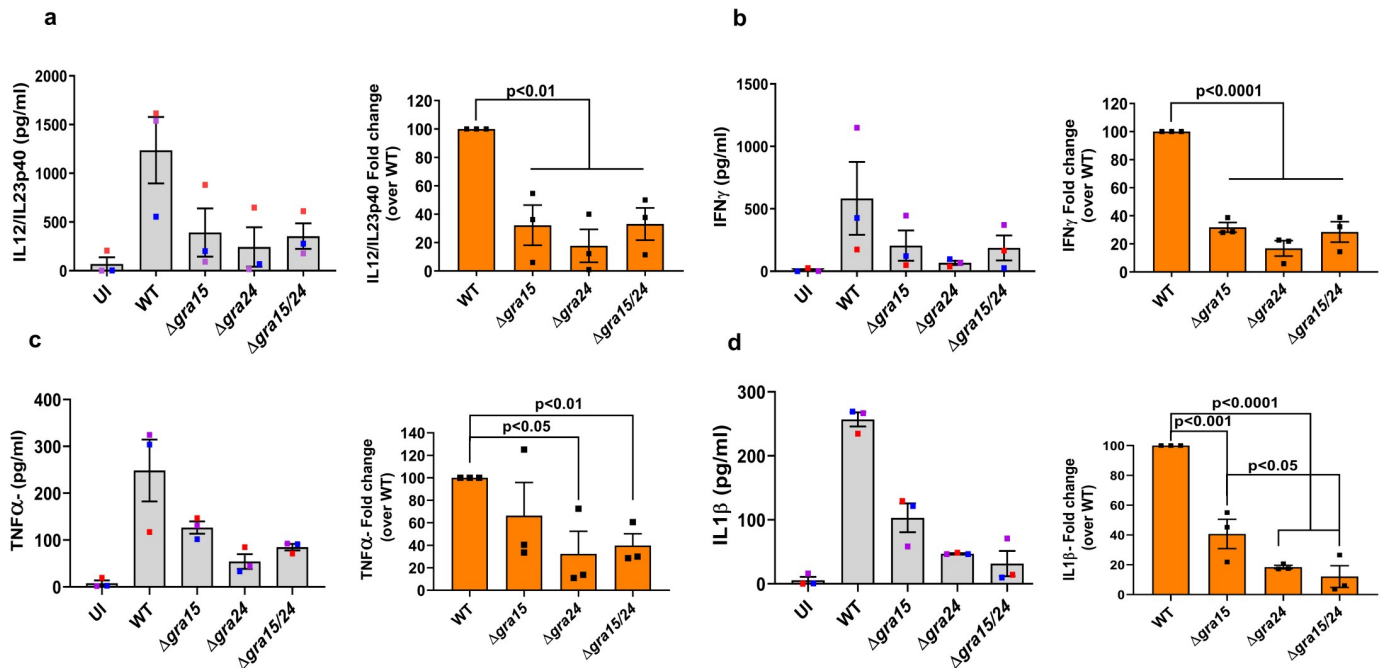 a
IL12/IL23p40 (pg/ml)
2000
1500
1000
500
0
UI
WT
Δgra15
Δgra24
Δgra15/24
IL12/IL23p40 Fold change
(over WT)
120
100
80
60
40
20
0
p<0.01
WT
Δgra15
Δgra24
Δgra15/24
b
IFNγ (pg/ml)
1500
1000
500
0
UI
WT
Δgra15
Δgra24
Δgra15/24
IFNγ Fold change
(over WT)
120
100
80
60
40
20
0
p<0.0001
WT
Δgra15
Δgra24
Δgra15/24
c
TNFα- (pg/ml)
400
300
200
100
0
UI
WT
Δgra15
Δgra24
Δgra15/24
TNFα- Fold change
(over WT)
140
120
100
80
60
40
20
0
p<0.01
p<0.05
WT
Δgra15
Δgra24
Δgra15/24
d
IL1β (pg/ml)
300
200
100
0
UI
WT
Δgra15
Δgra24
Δgra15/24
IL1β- Fold change
(over WT)
100
80
60
40
20
0
p<0.0001
p<0.001
p<0.05
WT
Δgra15
Δgra24
Δgra15/24